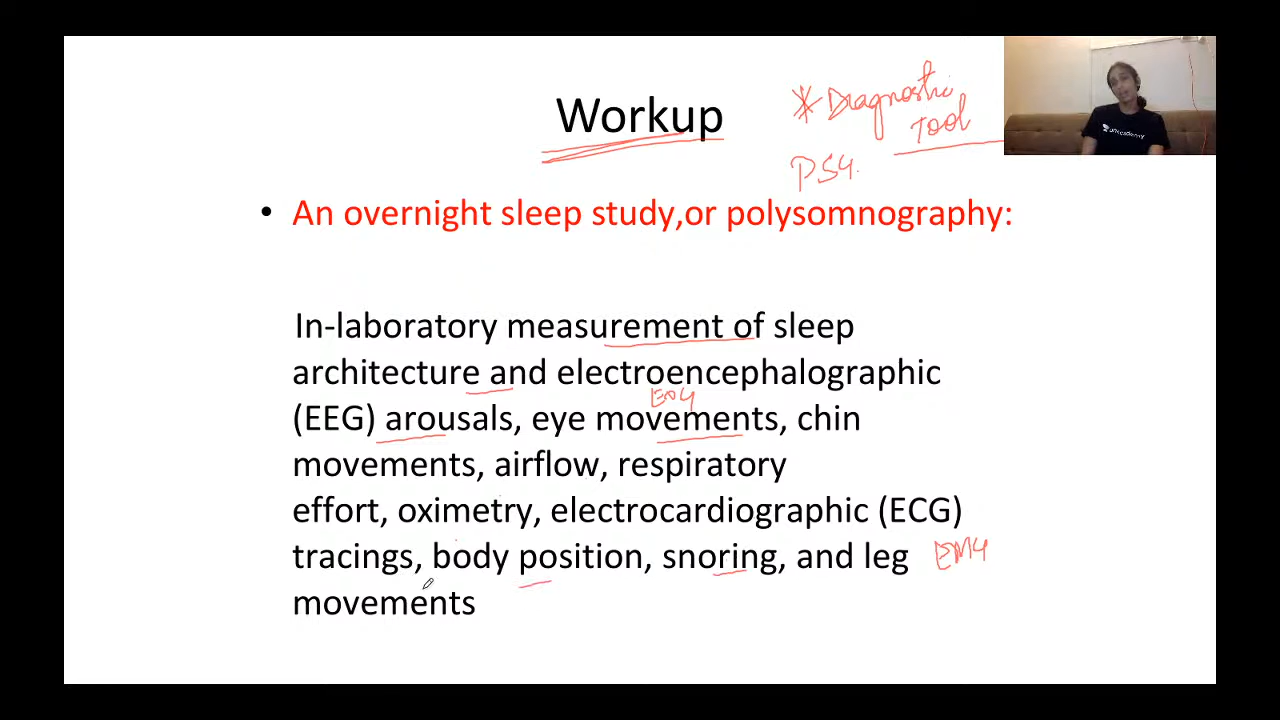 Workup
* Diagnostic
Tool
PSG.
• An overnight sleep study,or polysomnography:
In-laboratory measurement of sleep
architecture and electroencephalographic
EOG
(EEG) arousals, eye movements, chin
movements, airflow, respiratory
effort, oximetry, electrocardiographic (ECG)
tracings, body position, snoring, and leg
EMG
movements
unacademy